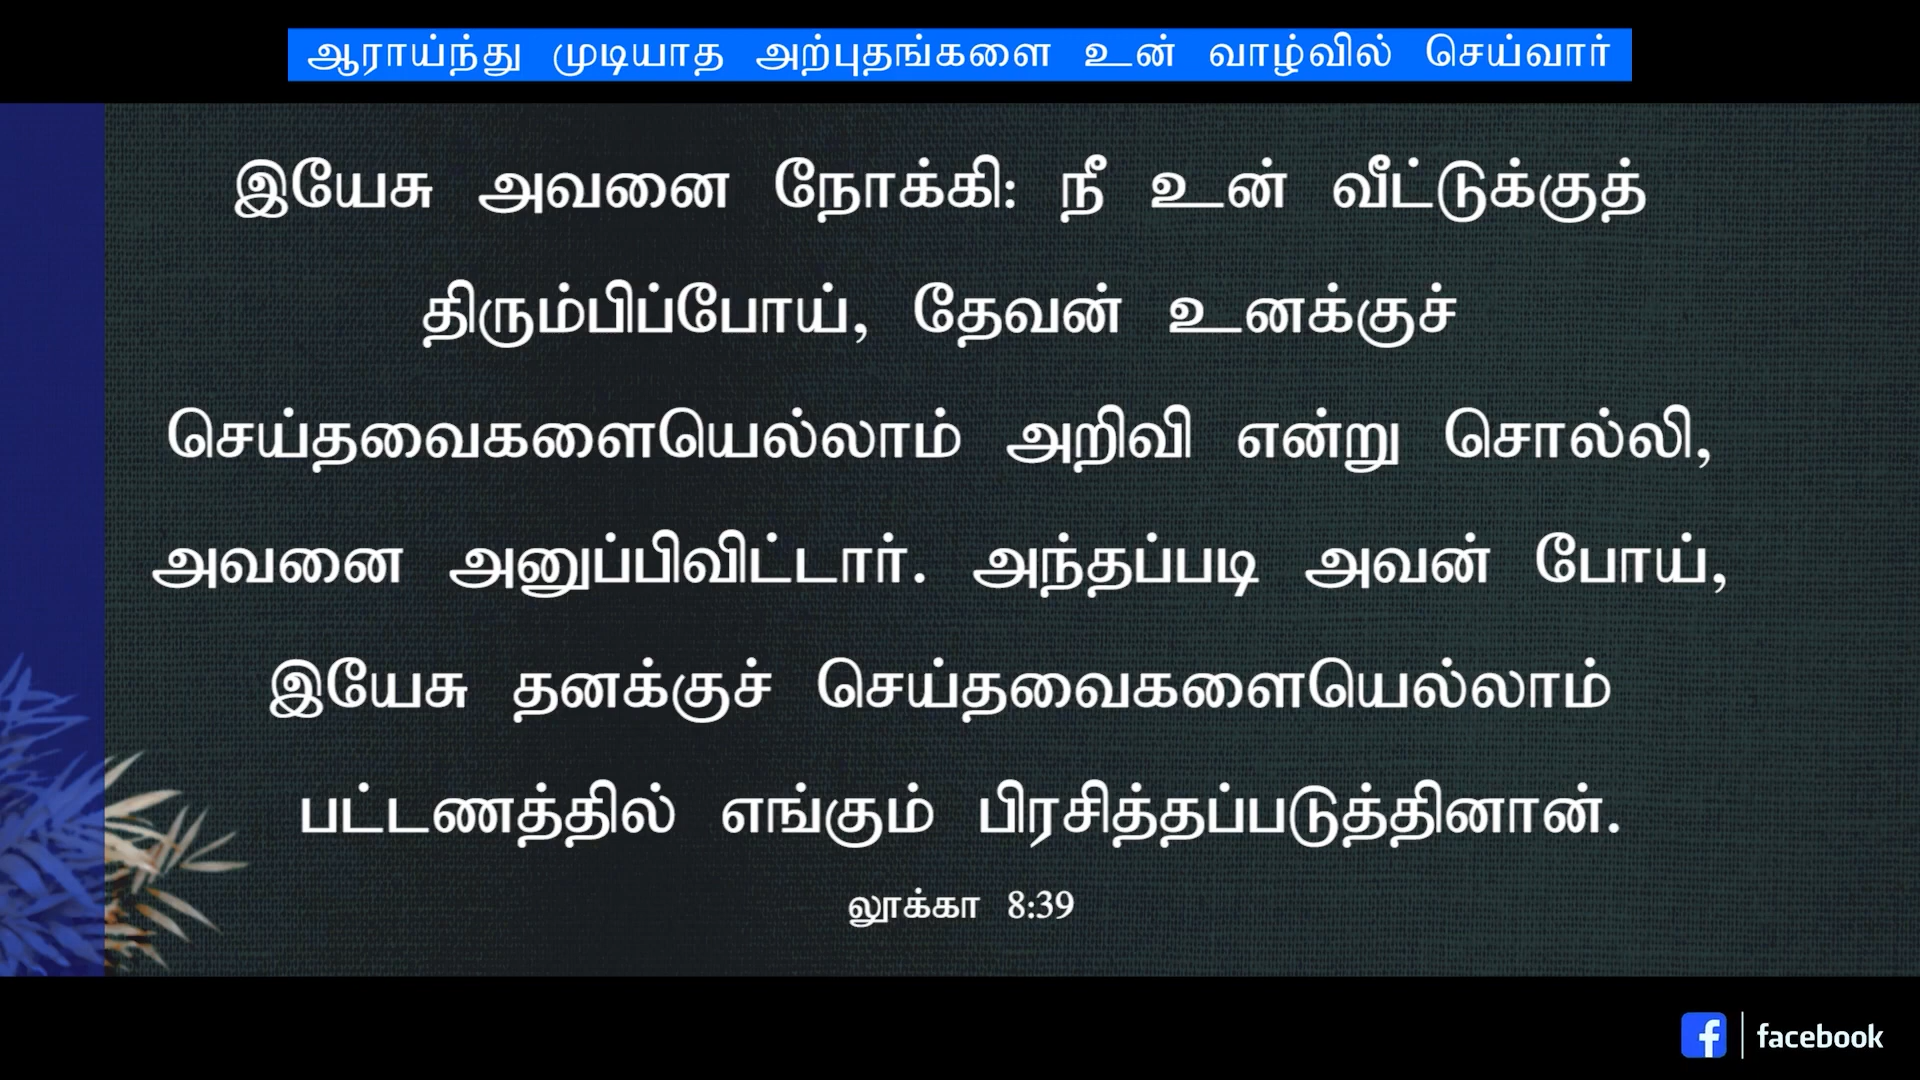 ஆராய்ந்து முடியாத அற்புதங்களை உன் வாழ்வில் செய்வார்
இயேசு அவனை நோக்கி: நீ உன் வீட்டுக்குத்
திரும்பிப்போய், தேவன் உனக்குச்
செய்தவைகளையெல்லாம் அறிவி என்று சொல்லி,
அவனை அனுப்பிவிட்டார். அந்தப்படி அவன் போய்,
இயேசு தனக்குச் செய்தவைகளையெல்லாம்
பட்டணத்தில் எங்கும் பிரசித்தப்படுத்தினான்.
லூக்கா 8:39
facebook